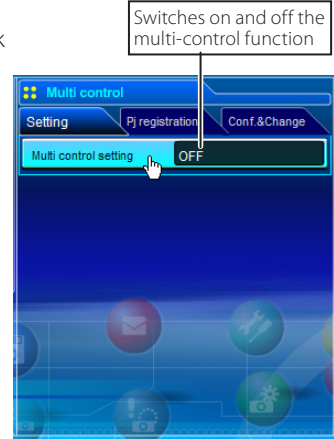 Switches on and off the
multi-control function
k
Multi control
Setting Pj registration Conf.&Change
Multi control setting OFF